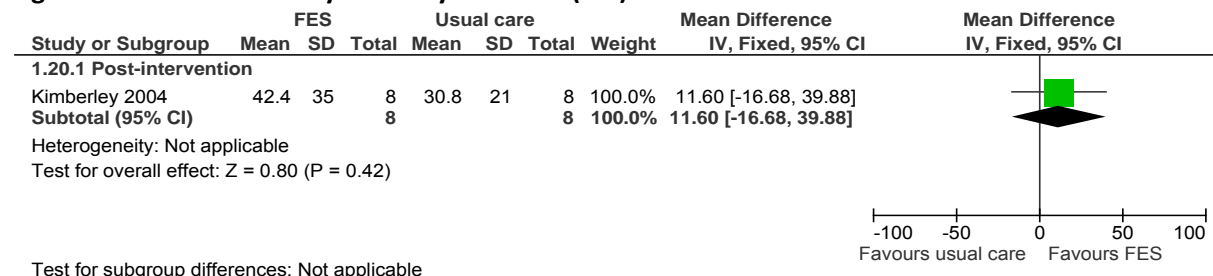 FES Usual care Mean Difference Mean Difference
Study or Subgroup Mean SD Total Mean SD Total Weight IV, Fixed, 95% CI IV, Fixed, 95% CI
1.20.1 Post-intervention
Kimberley 2004 42.4 35 8 30.8 21 8 100.0% 11.60 [-16.68, 39.88]
Subtotal (95% CI) 8 8 100.0% 11.60 [-16.68, 39.88]
Heterogeneity: Not applicable
Test for overall effect: Z = 0.80 (P = 0.42)
-100 -50 0 50 100
Favours usual care Favours FES
Test for subgroup differences: Not applicable